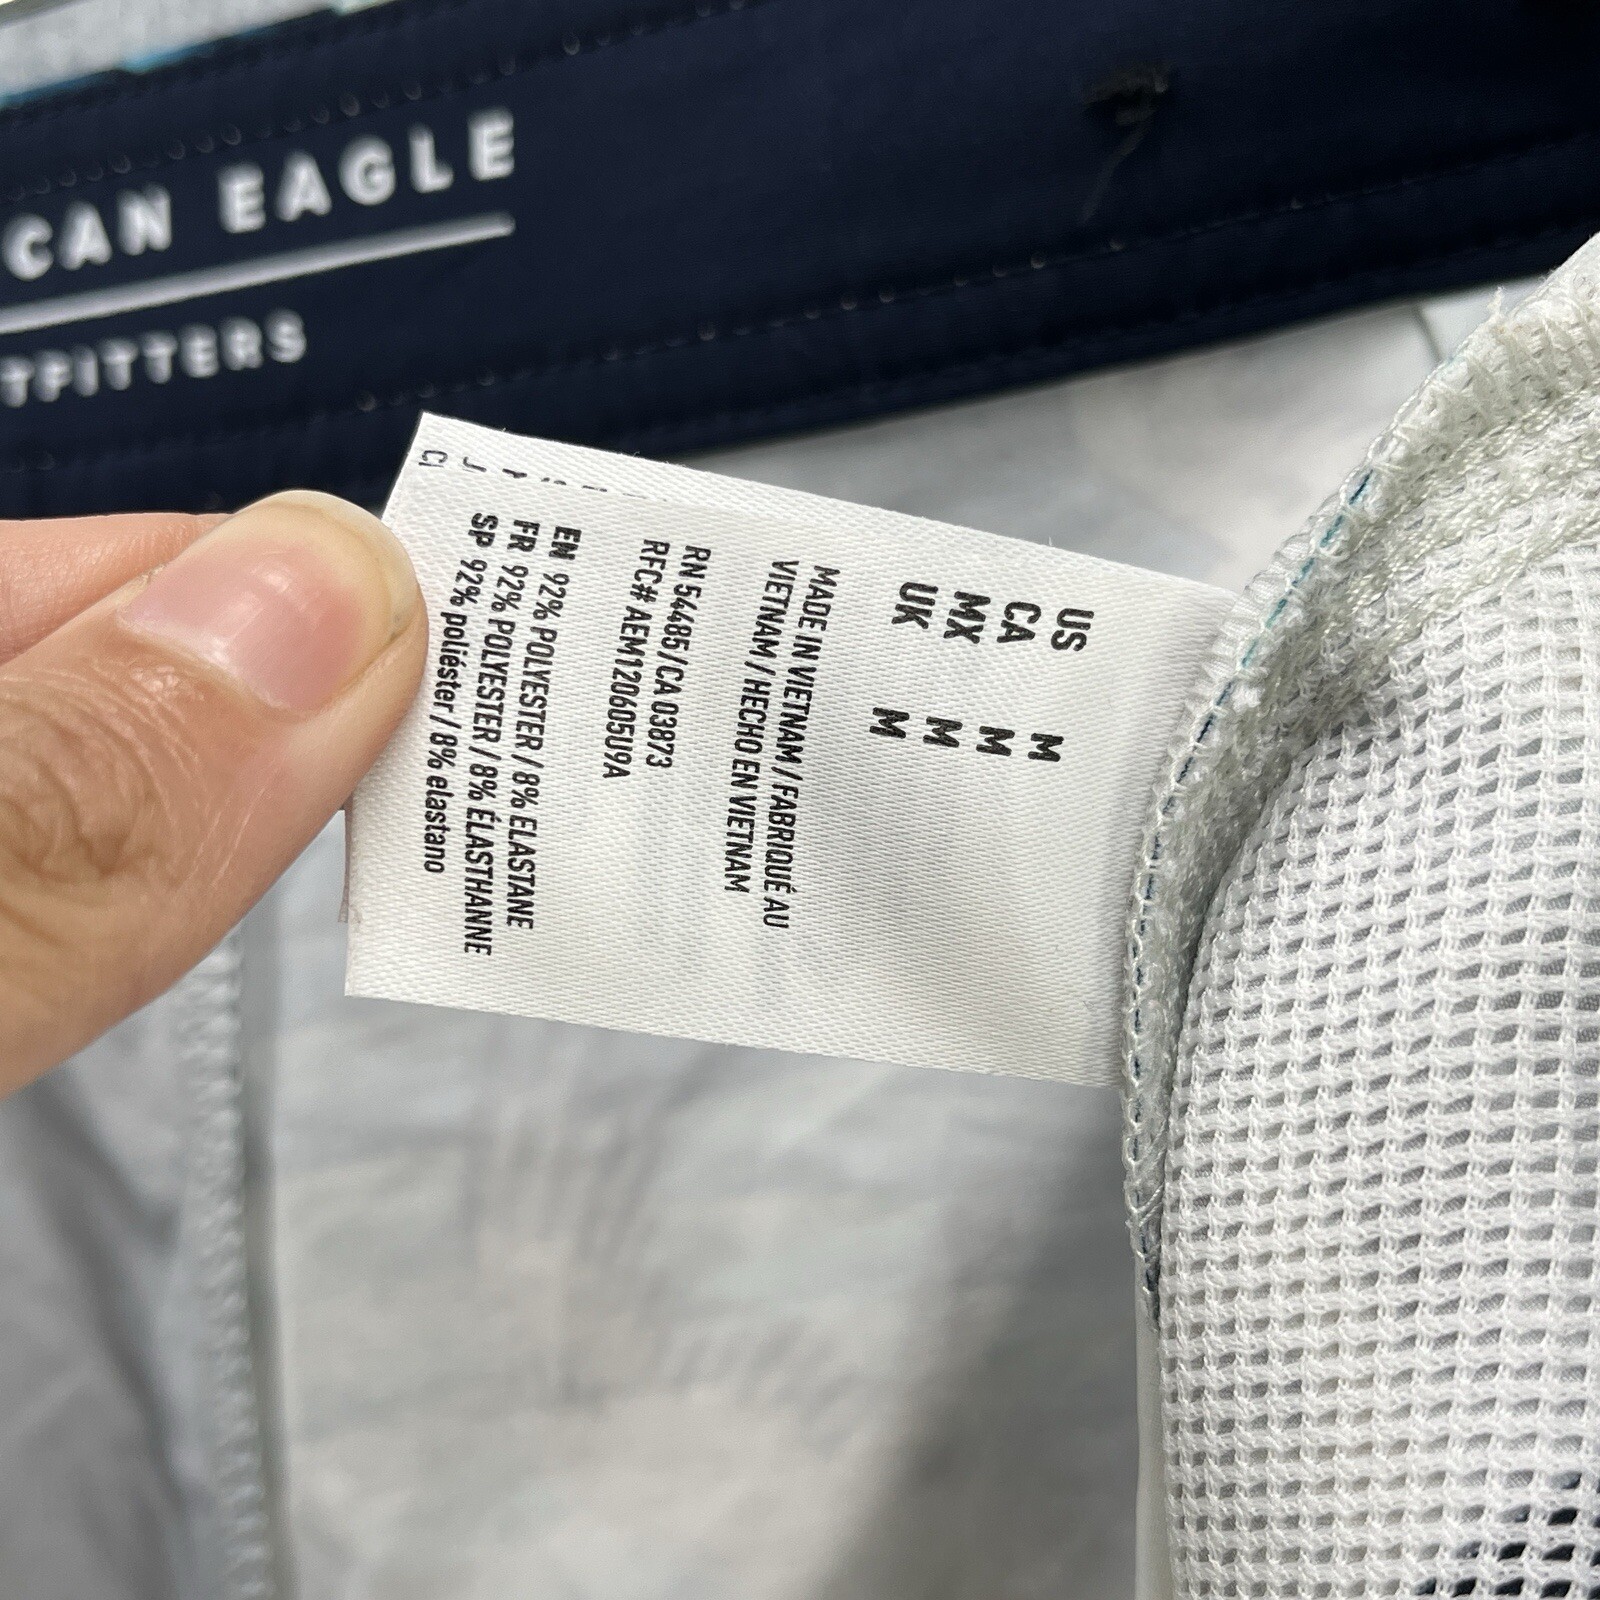 CAN EAGLE
TFITTERS
US M
CA M
MX M
UK M
MADE IN VIETNAM / FABRIQUÉ AU
VIETNAM / HECHO EN VIETNAM
RN 54485 / CA 03873
RFC# AEM120605U9A
EN 92% POLYESTER / 8% ELASTANE
FR 92% POLYESTER / 8% ÉLASTHANNE
SP 92% poliéster / 8% elastano